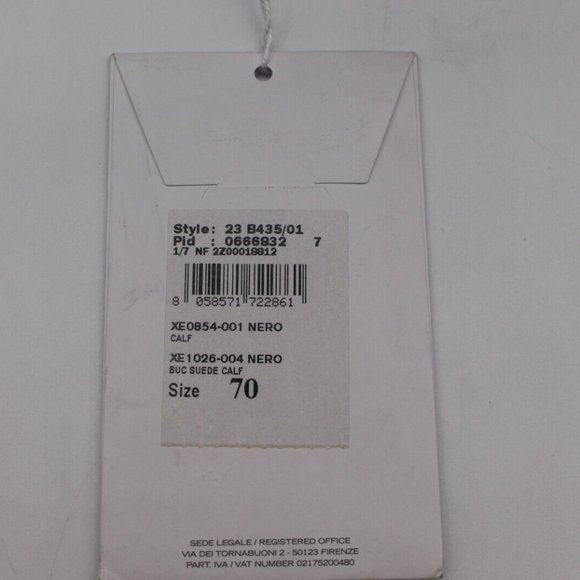 Style: 23 B435/01
Pid : 0666832 7
1/7 NF 2Z00018812
8 058571 722861
XE0854-001 NERO
CALF
XE1026-004 NERO
BUC SUEDE CALF
Size 70
SEDE LEGALE / REGISTERED OFFICE
VIA DEI TORNABUONI 2 - 50123 FIRENZE
PART. IVA / VAT NUMBER 02175200480